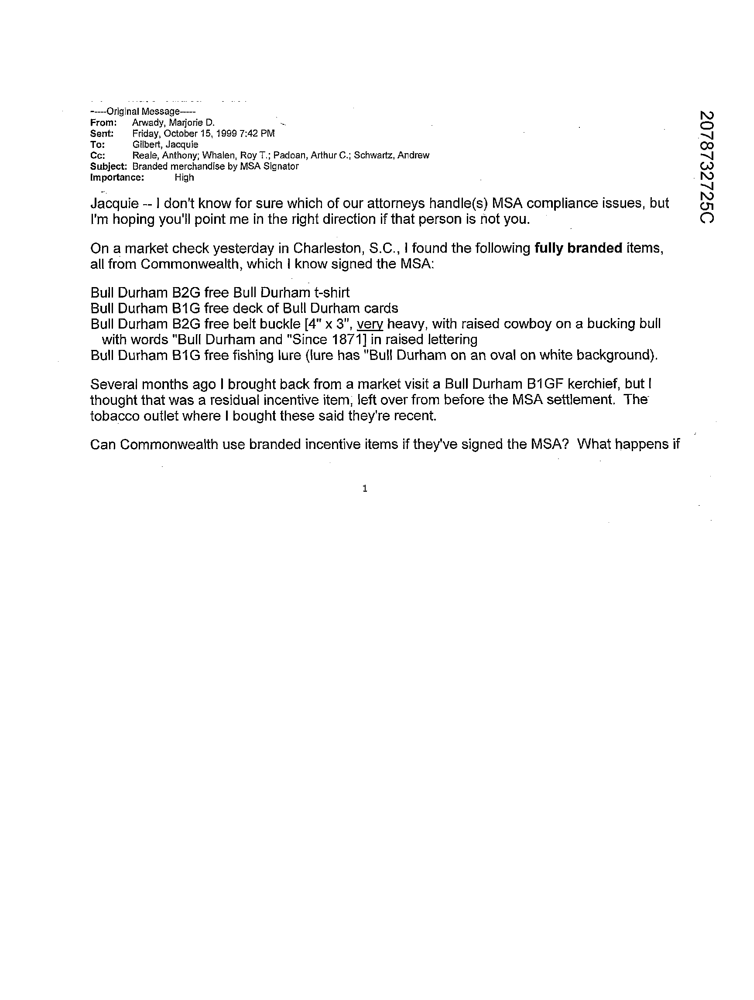 -----Original Message-----
From: Arwady, Marjorie D.
Sent: Friday, October 15, 1999 7:42 PM
To: Gilbert, Jacquie
Cc: Reale, Anthony; Whalen, Roy T.; Padoan, Arthur C.; Schwartz, Andrew
Subject: Branded merchandise by MSA Signator
Importance: High
Jacquie -- I don't know for sure which of our attorneys handle(s) MSA compliance issues, but
I'm hoping you'll point me in the right direction if that person is not you.
On a market check yesterday in Charleston, S.C., I found the following fully branded items,
all from Commonwealth, which I know signed the MSA:
Bull Durham B2G free Bull Durham t-shirt
Bull Durham B1G free deck of Bull Durham cards
Bull Durham B2G free belt buckle [4" x 3", very heavy, with raised cowboy on a bucking bull
with words "Bull Durham and "Since 1871] in raised lettering
Bull Durham B1G free fishing lure (lure has "Bull Durham on an oval on white background).
Several months ago I brought back from a market visit a Bull Durham B1GF kerchief, but I
thought that was a residual incentive item, left over from before the MSA settlement. The
tobacco outlet where I bought these said they're recent.
Can Commonwealth use branded incentive items if they've signed the MSA? What happens if
1
2078732725C